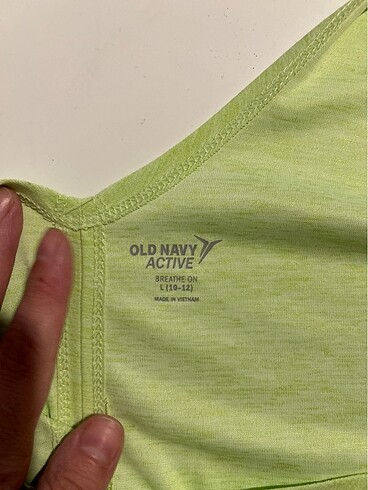 OLD NAVY
ACTIVE
BREATHE ON
L (10-12)
MADE IN VIETNAM